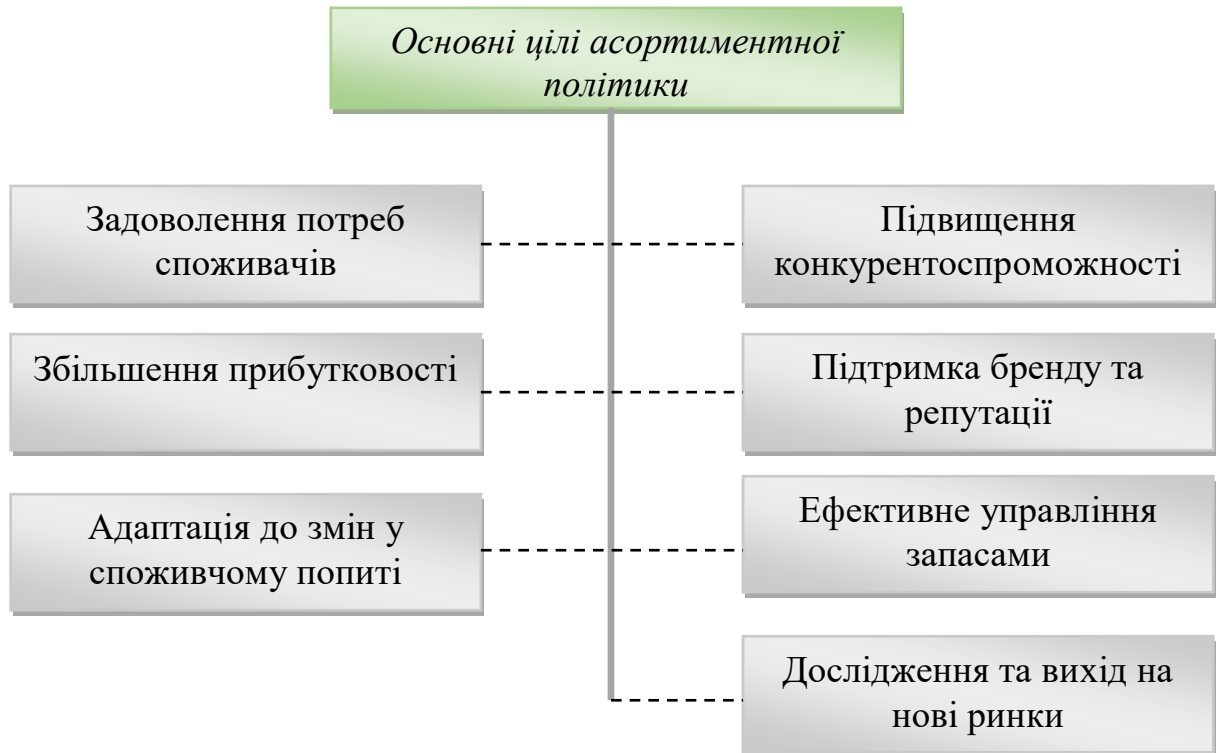 Основні цілі асортиментної
політики
Задоволення потреб
споживачів
Підвищення
конкурентоспроможності
Збільшення прибутковості
Підтримка бренду та
репутації
Адаптація до змін у
споживчому попиті
Ефективне управління
запасами
Дослідження та вихід на
нові ринки